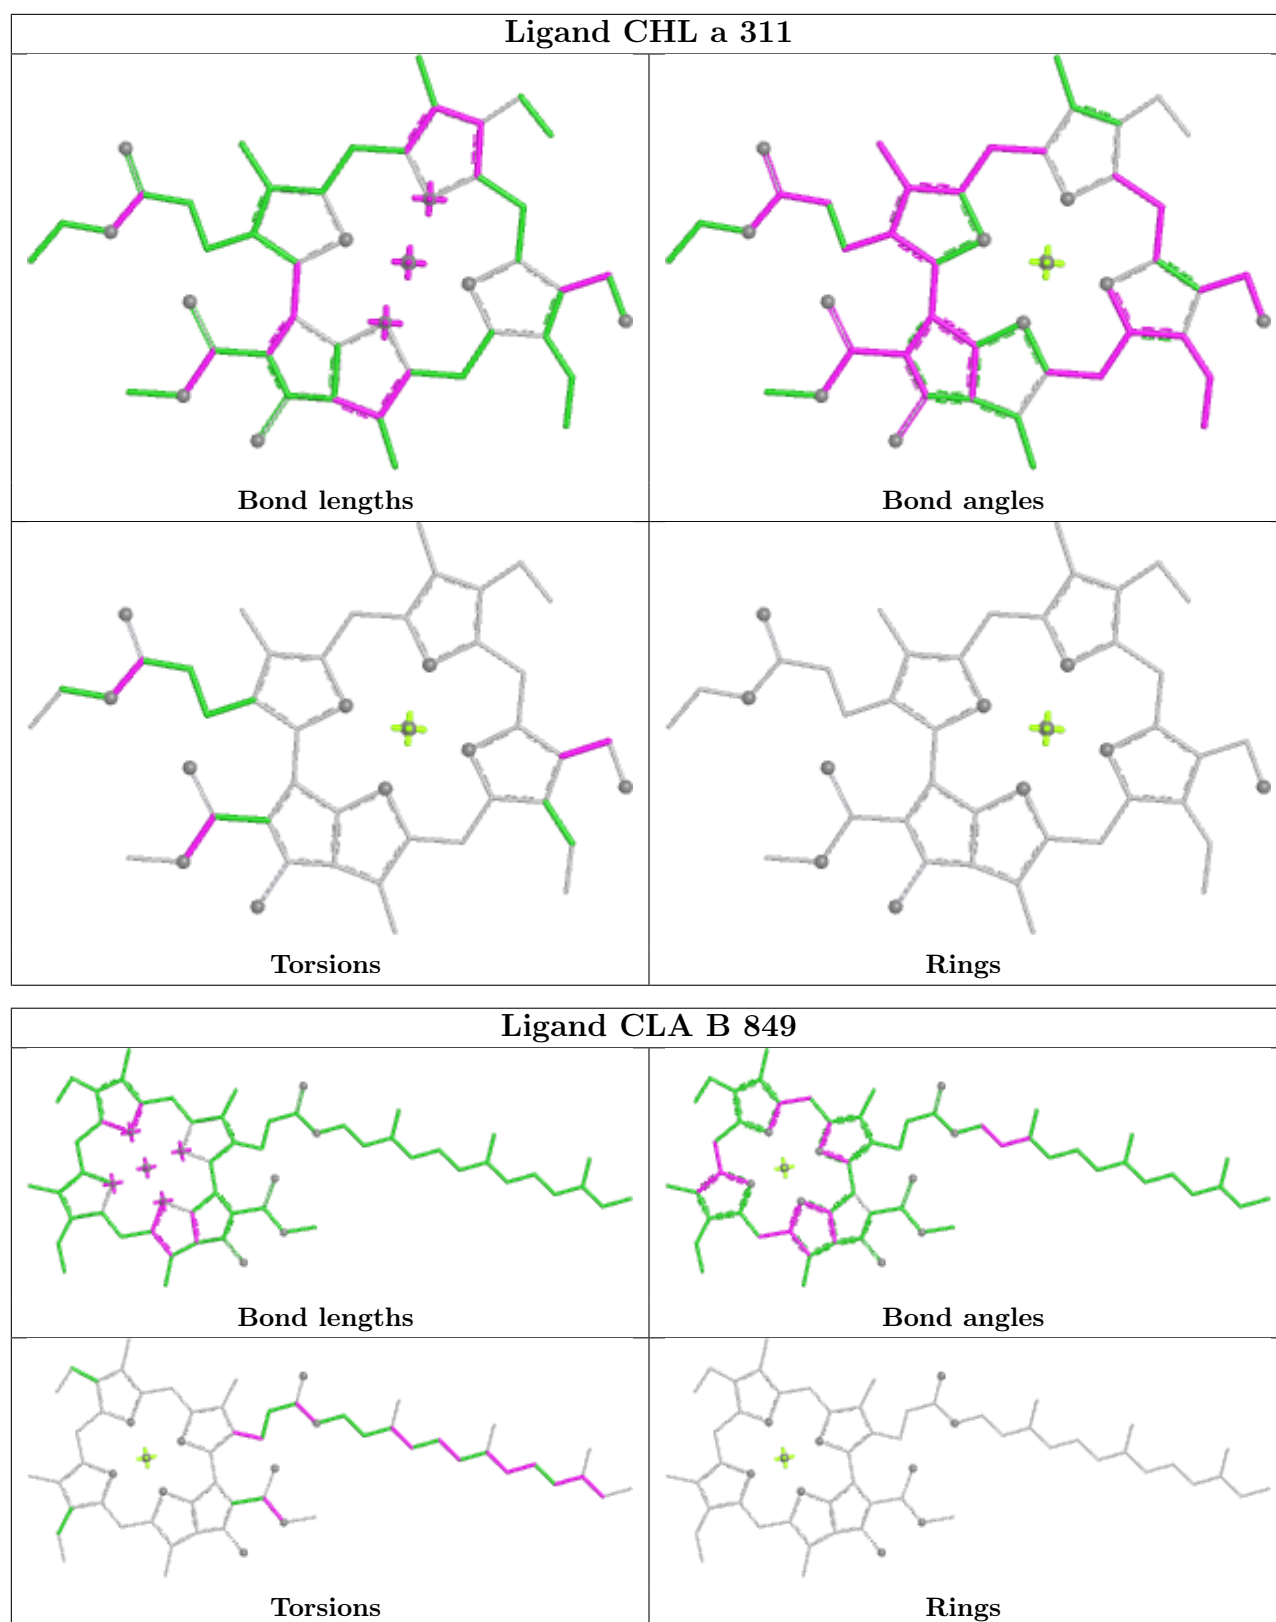 Ligand CHL a 311
Bond lengths
Bond angles
Torsions
Rings
Ligand CLA B 849
Bond lengths
Bond angles
Torsions
Rings